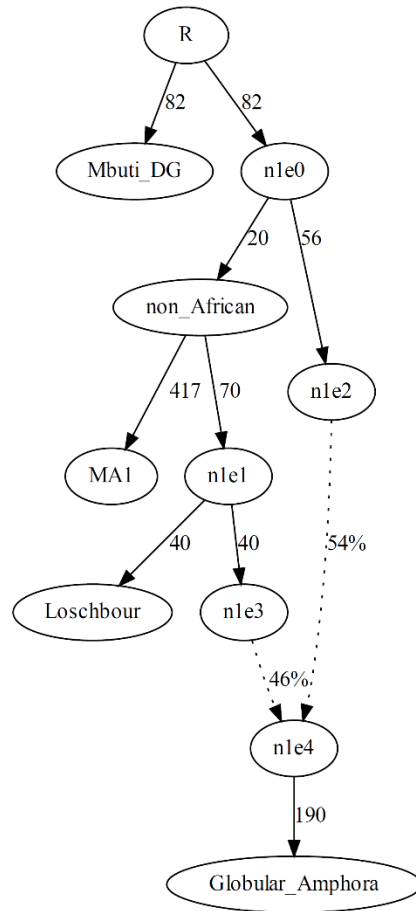 R
82
82
Mbuti_DG
n1e0
20
56
non_African
n1e2
417
70
MA1
n1e1
54%
40
40
Loschbour
n1e3
46%
n1e4
190
Globular_Amphora